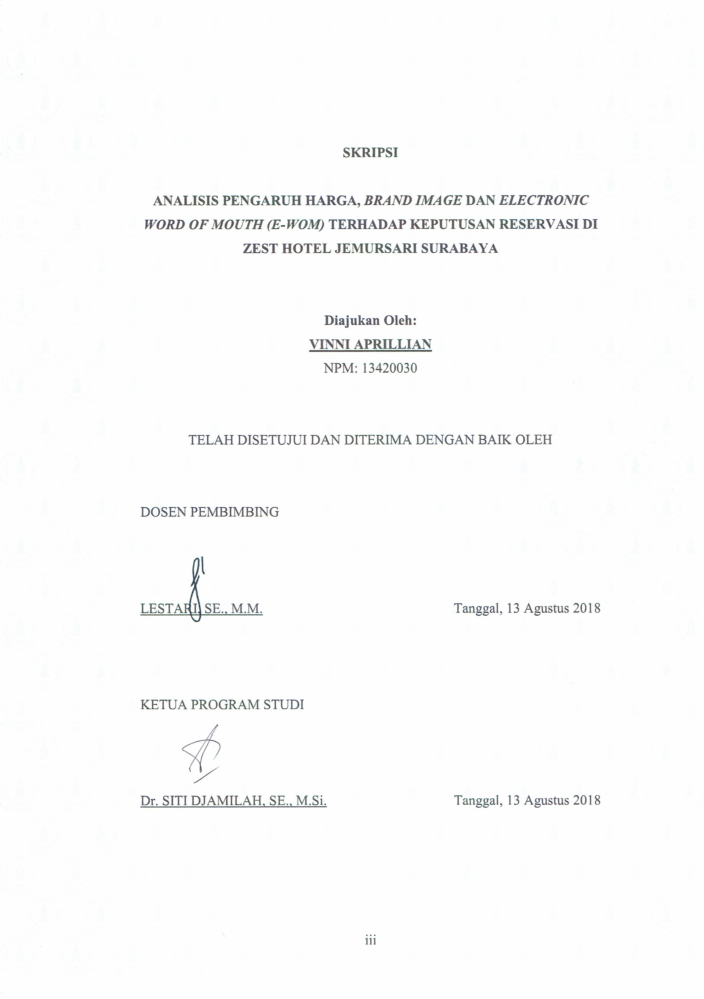 SKRIPSI
ANALISIS PENGARUH HARGA, BRAND IMAGE DAN ELECTRONIC
WORD OF MOUTH (E-WOM) TERHADAP KEPUTUSAN RESERVASI DI
ZEST HOTEL JEMURSARI SURABAYA
Diajukan Oleh:
VINNI APRILLIAN
NPM: 13420030
TELAH DISETUJUI DAN DITERIMA DENGAN BAIK OLEH
DOSEN PEMBIMBING
LESTARI, SE., M.M.
Tanggal, 13 Agustus 2018
KETUA PROGRAM STUDI
Dr. SITI DJAMILAH, SE., M.Si.
Tanggal, 13 Agustus 2018
iii